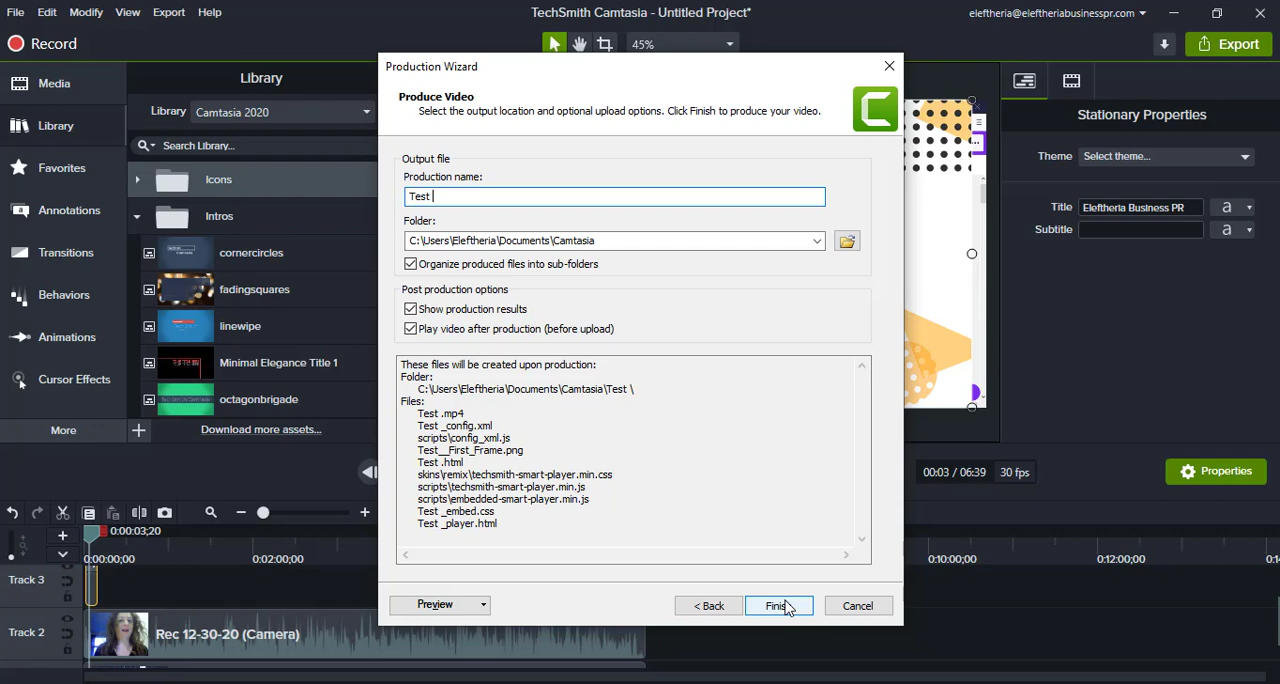 File Edit Modify View Export Help
TechSmith Camtasia - Untitled Project*
eleftheria@eleftheriabusinesspr.com
Record
45%
Export
Media
Library
Favorites
Annotations
Transitions
Behaviors
Animations
Cursor Effects
More
Library
Library Camtasia 2020
Search Library...
Icons
Intros
cornercircles
fadingsquares
linewipe
Minimal Elegance Title 1
octagonbrigade
Download more assets...
Production Wizard
Produce Video
Select the output location and optional upload options. Click Finish to produce your video.
Output file
Production name:
Test
Folder:
C:\Users\Eleftheria\Documents\Camtasia
Organize produced files into sub-folders
Post production options
Show production results
Play video after production (before upload)
These files will be created upon production:
Folder:
C:\Users\Eleftheria\Documents\Camtasia\Test \
Files:
Test .mp4
Test _config.xml
scripts\config_xml.js
Test__First_Frame.png
Test .html
skins\remix\techsmith-smart-player.min.css
scripts\techsmith-smart-player.min.js
scripts\embedded-smart-player.min.js
Test _embed.css
Test _player.html
Preview
< Back
Finish
Cancel
Stationary Properties
Theme Select theme...
Title Eleftheria Business PR a
Subtitle a
00:03 / 06:39 30 fps
Properties
0:00:03;20
0:00:00;00 0:02:00;00 0:10:00;00 0:12:00;00
Track 3
Track 2
Rec 12-30-20 (Camera)